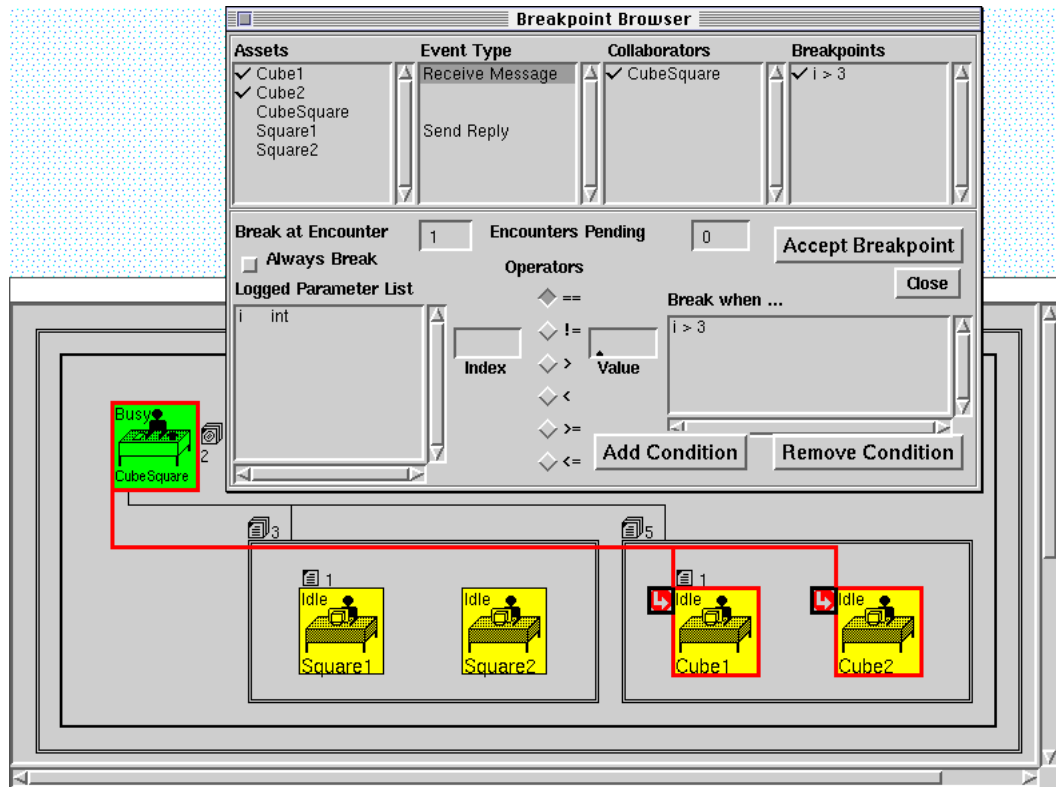 Breakpoint Browser
Assets Event Type Collaborators Breakpoints
Cube1 Receive Message CubeSquare i > 3
Cube2
CubeSquare
Square1 Send Reply
Square2
Break at Encounter 1 Encounters Pending 0 Accept Breakpoint
Always Break Operators Close
Logged Parameter List == Break when ...
i int != i > 3
Index > Value
<
>=
<= Add Condition Remove Condition
Busy
2
CubeSquare
3 5
1 1
Idle Idle Idle Idle
Square1 Square2 Cube1 Cube2